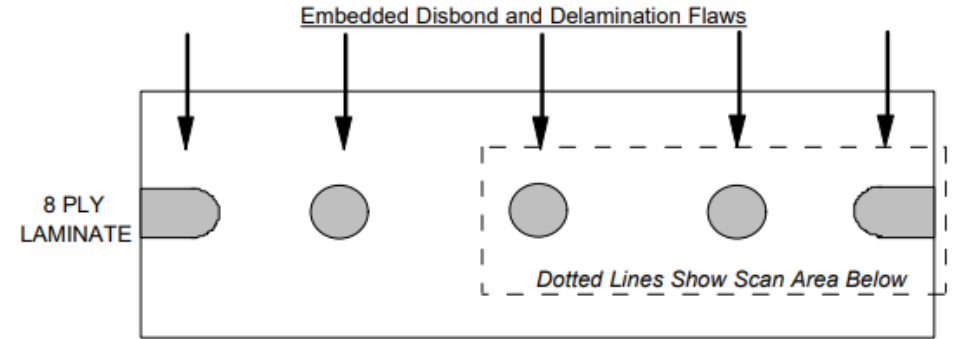 Embedded Disbond and Delamination Flaws
8 PLY
LAMINATE
Dotted Lines Show Scan Area Below